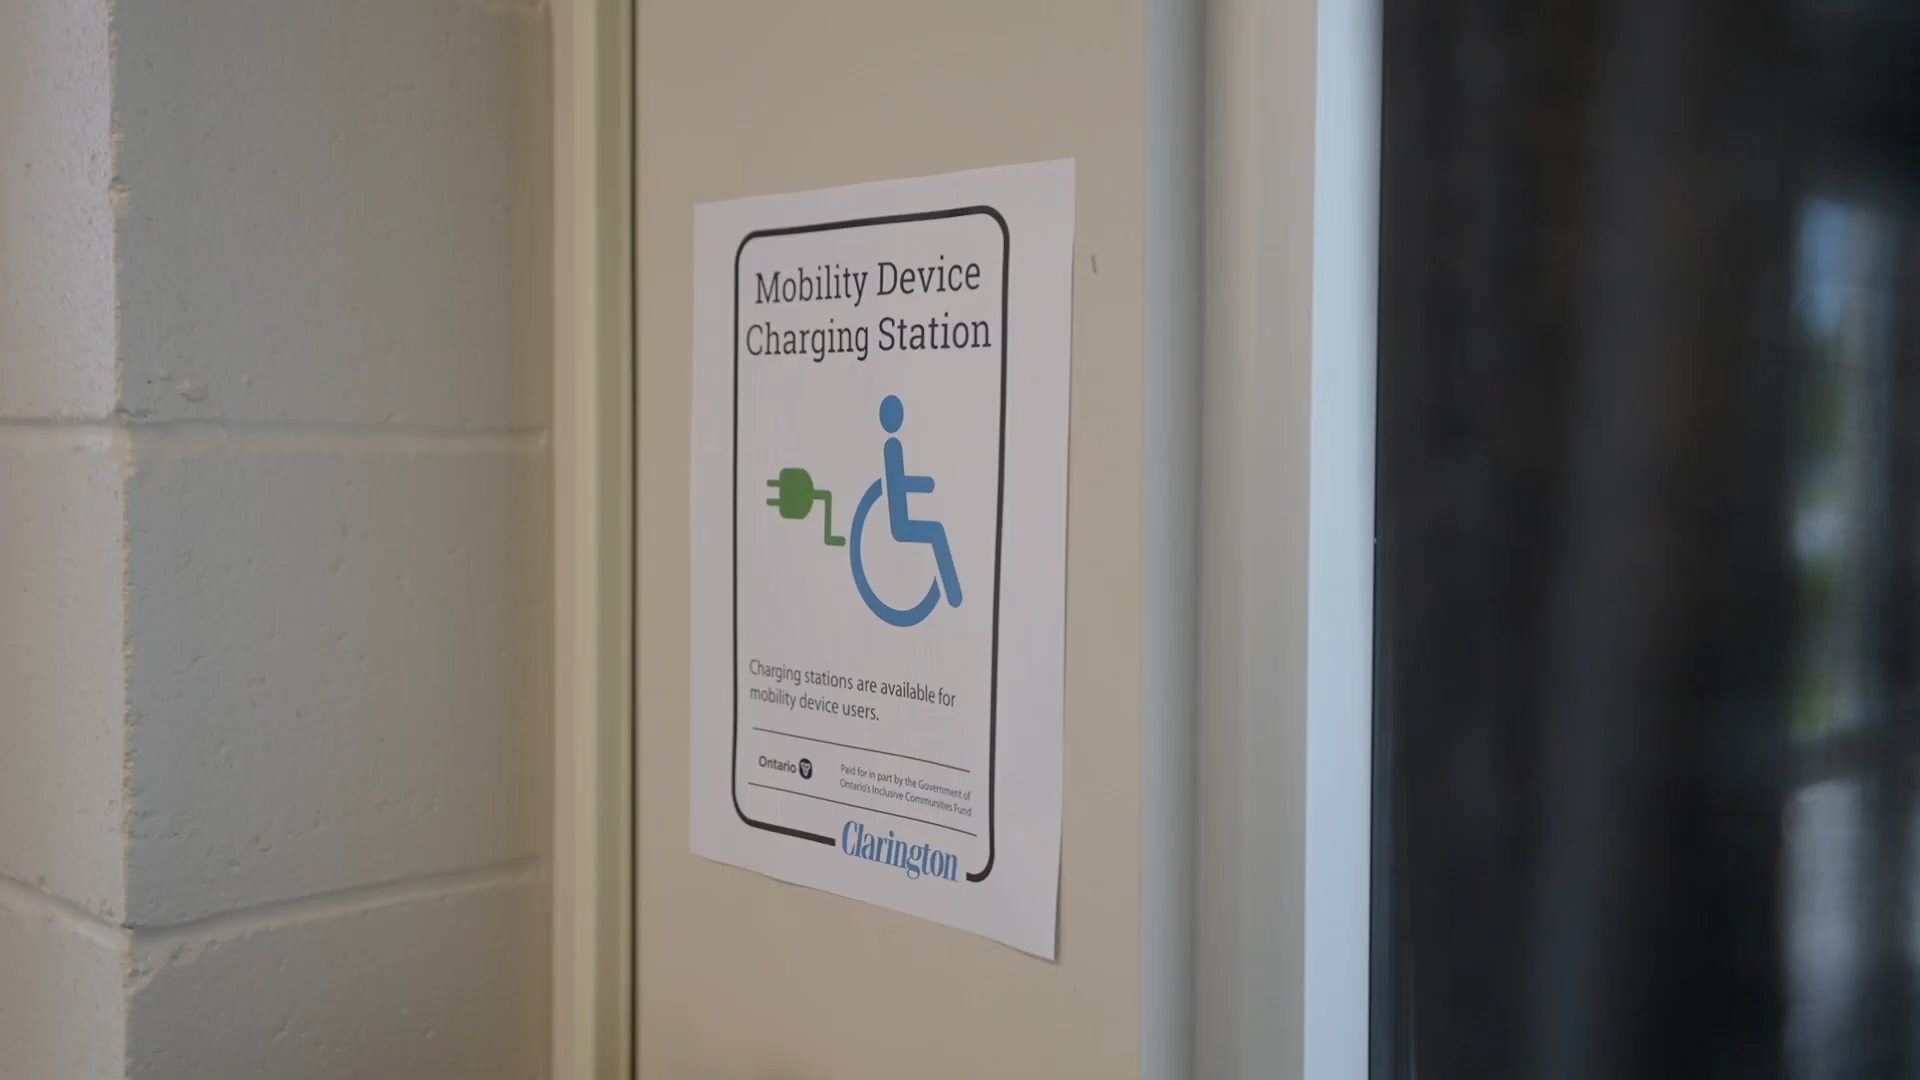 Mobility Device
Charging Station
Charging stations are available for
mobility device users.
Ontario
Paid for in part by the Government of
Ontario's Inclusive Communities Fund
Clarington